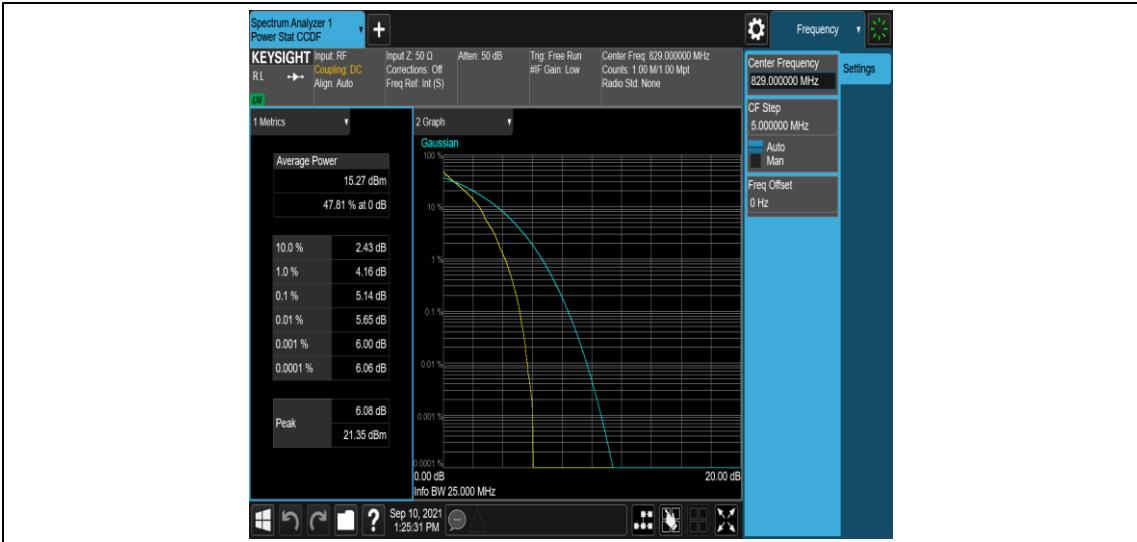 Spectrum Analyzer 1
Power Stat CCDF
+
Frequency
KEYSIGHT
R L
LXI
Input: RF
Coupling: DC
Align: Auto
Input Z: 50 Ω
Corrections: Off
Freq Ref: Int (S)
Atten: 50 dB
Trig: Free Run
#IF Gain: Low
Center Freq: 829.000000 MHz
Counts: 1.00 M/1.00 Mpt
Radio Std: None
Center Frequency
829.000000 MHz
Settings
CF Step
5.000000 MHz
Auto
Man
Freq Offset
0 Hz
1 Metrics
Average Power
15.27 dBm
47.81 % at 0 dB
10.0 % 2.43 dB
1.0 % 4.16 dB
0.1 % 5.14 dB
0.01 % 5.65 dB
0.001 % 6.00 dB
0.0001 % 6.06 dB
Peak
6.08 dB
21.35 dBm
2 Graph
Gaussian
100 %
10 %
1 %
0.1 %
0.01 %
0.001 %
0.0001 %
0.00 dB 20.00 dB
Info BW 25.000 MHz
?
Sep 10, 2021
1:25:31 PM